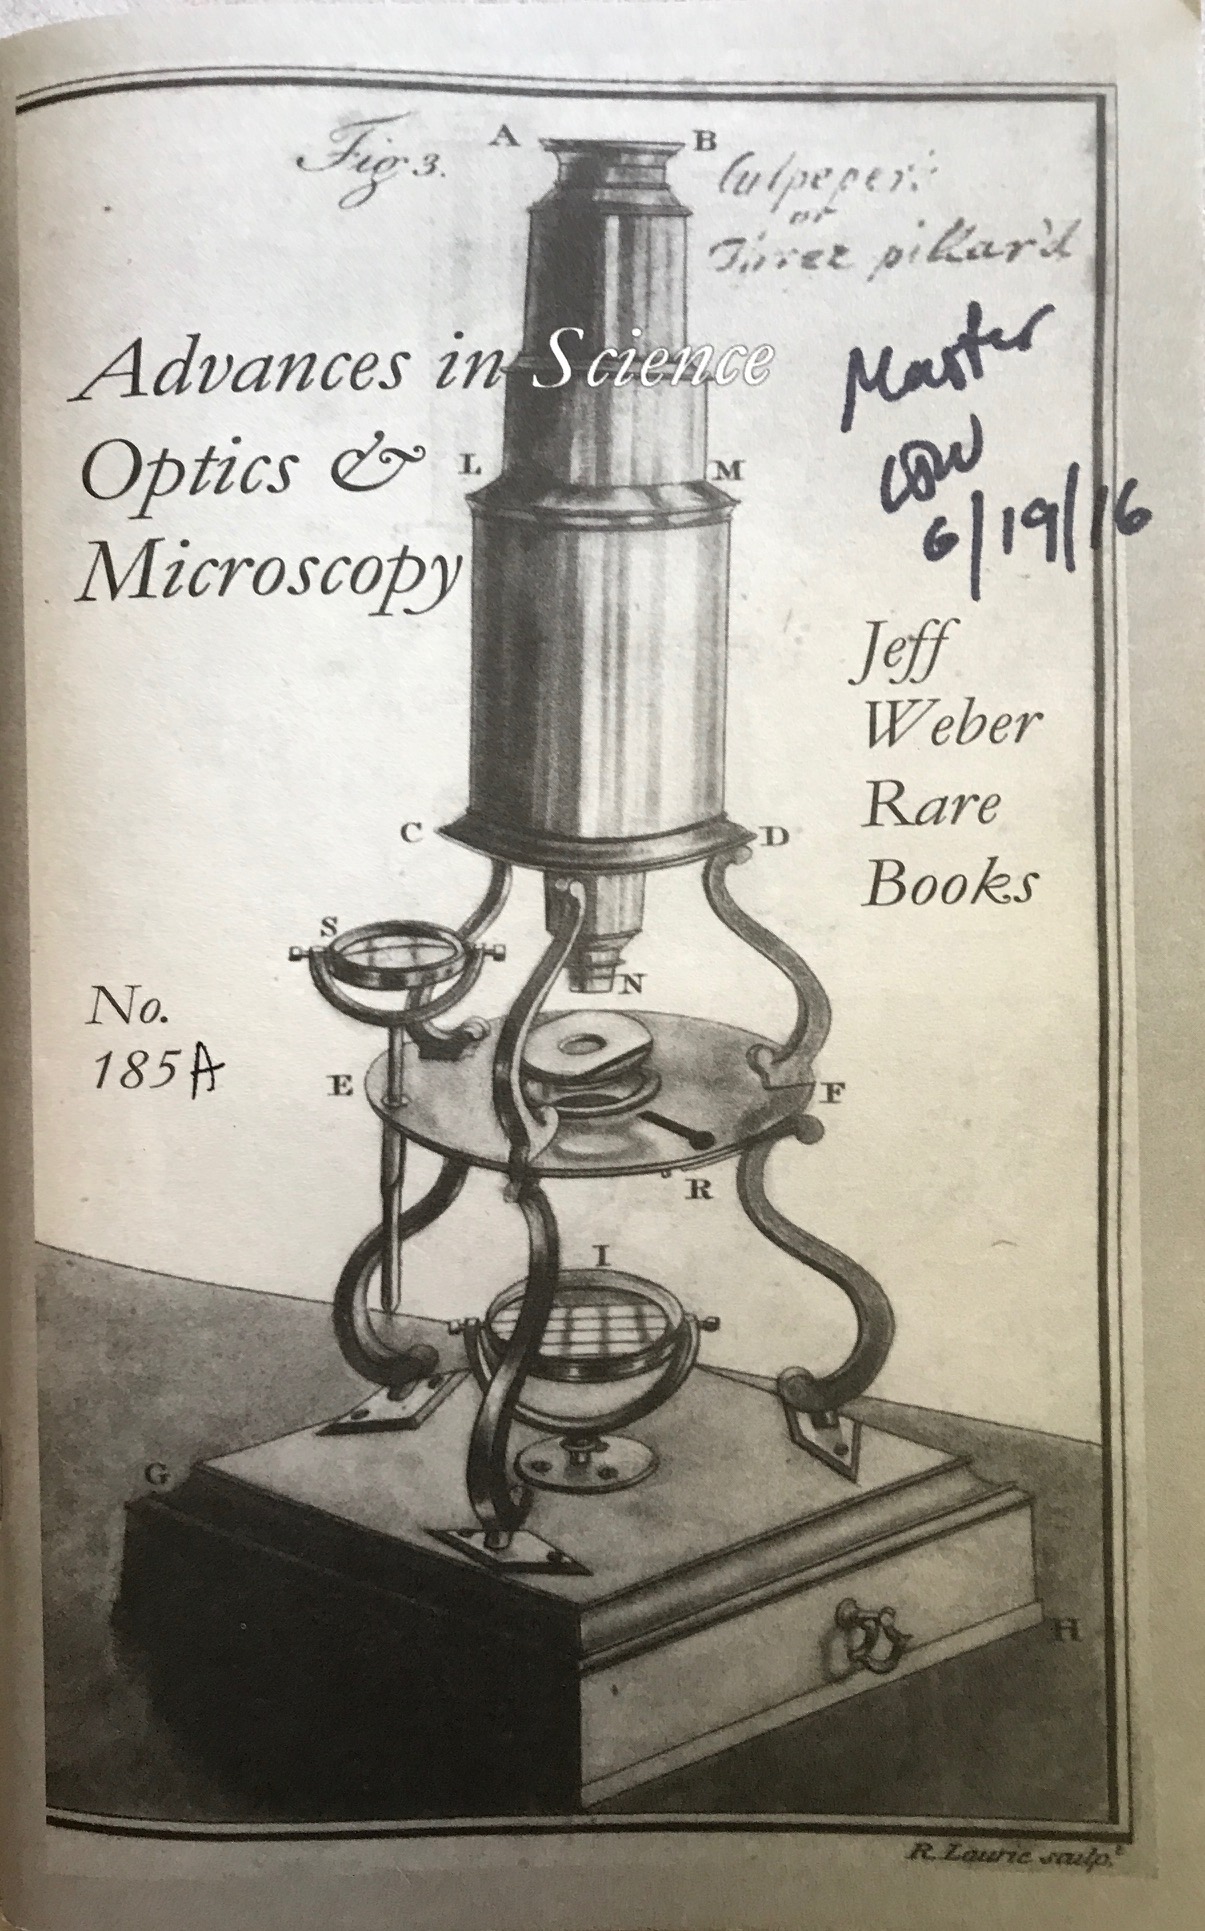 Fig 3.
A
B
Culpeper's
or
Three pillar'd
Advances in Science
Optics &
Microscopy
Master
6/19/16
L
M
Jeff
Weber
Rare
Books
C
D
S
N
No.
185A
E
F
R
I
G
H
R. Laurie sculp.t